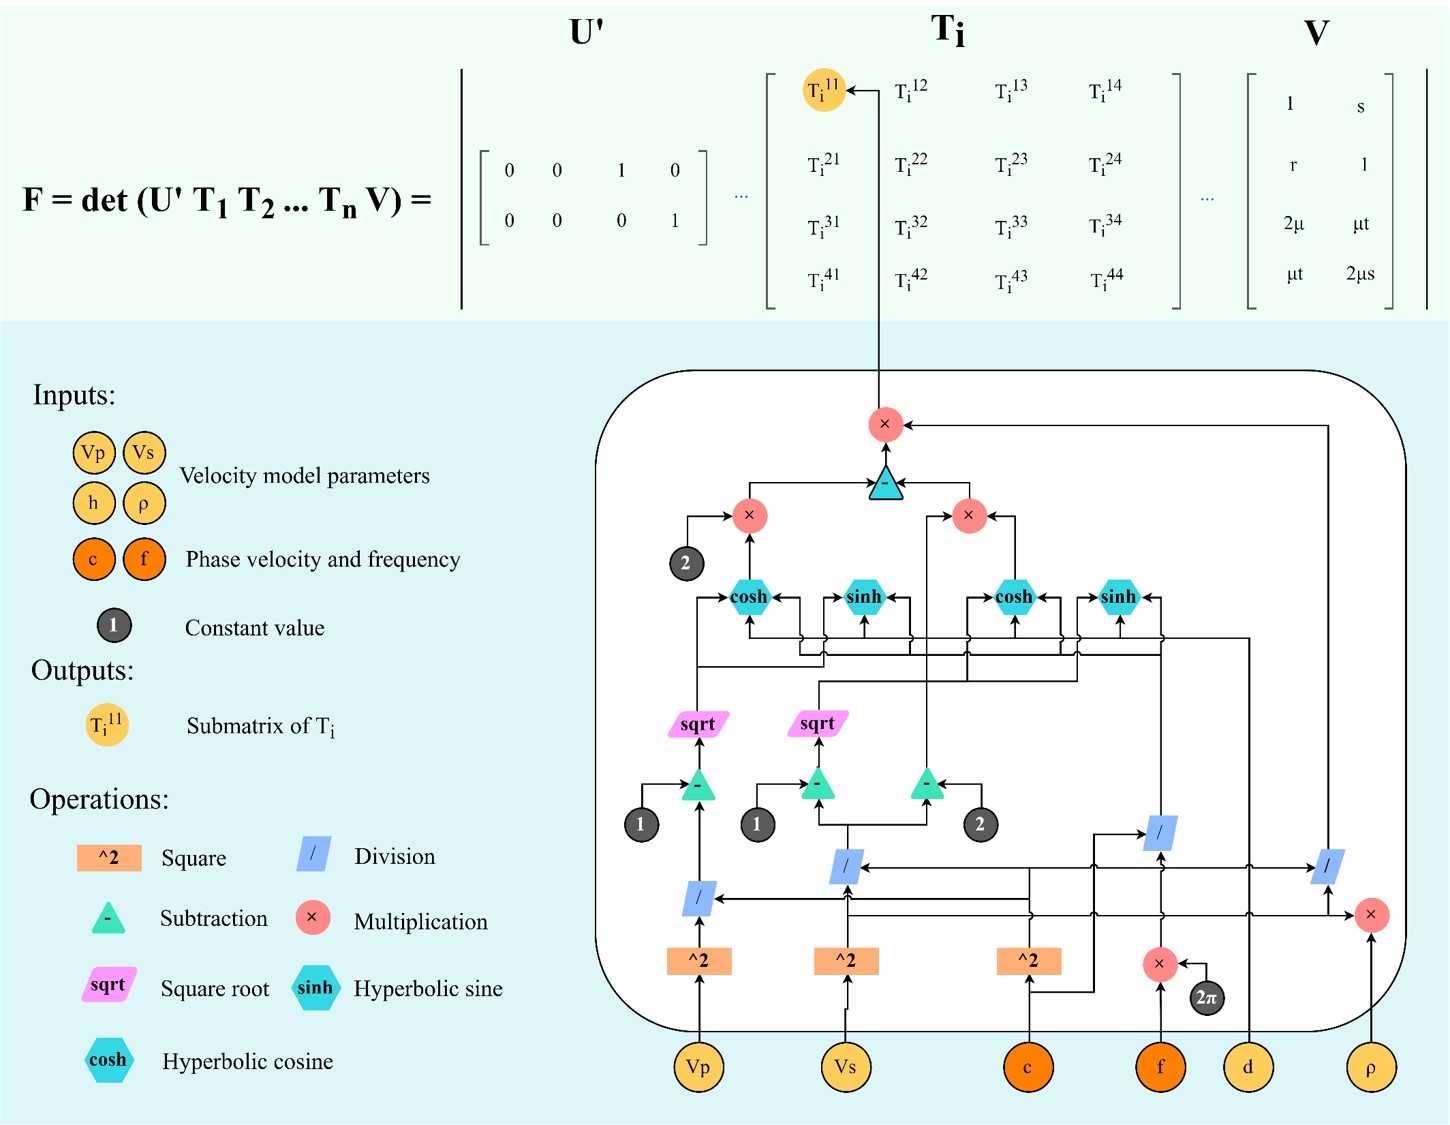 U' T_i V
F = det (U' T_1 T_2 ... T_n V) =
0 0 1 0
0 0 0 1
...
T_i^11 T_i^12 T_i^13 T_i^14
T_i^21 T_i^22 T_i^23 T_i^24
T_i^31 T_i^32 T_i^33 T_i^34
T_i^41 T_i^42 T_i^43 T_i^44
...
1 s
r 1
2μ μt
μt 2μs
Inputs:
Vp Vs
Velocity model parameters
h ρ
c f Phase velocity and frequency
1 Constant value
Outputs:
T_i^11 Submatrix of T_i
Operations:
^2 Square / Division
- Subtraction × Multiplication
sqrt Square root sinh Hyperbolic sine
cosh Hyperbolic cosine
×
-
× ×
2
cosh sinh cosh sinh
sqrt sqrt
- - -
1 1 2
/
/ /
/
×
^2 ^2 ^2 ×
2π
Vp Vs c f d ρ